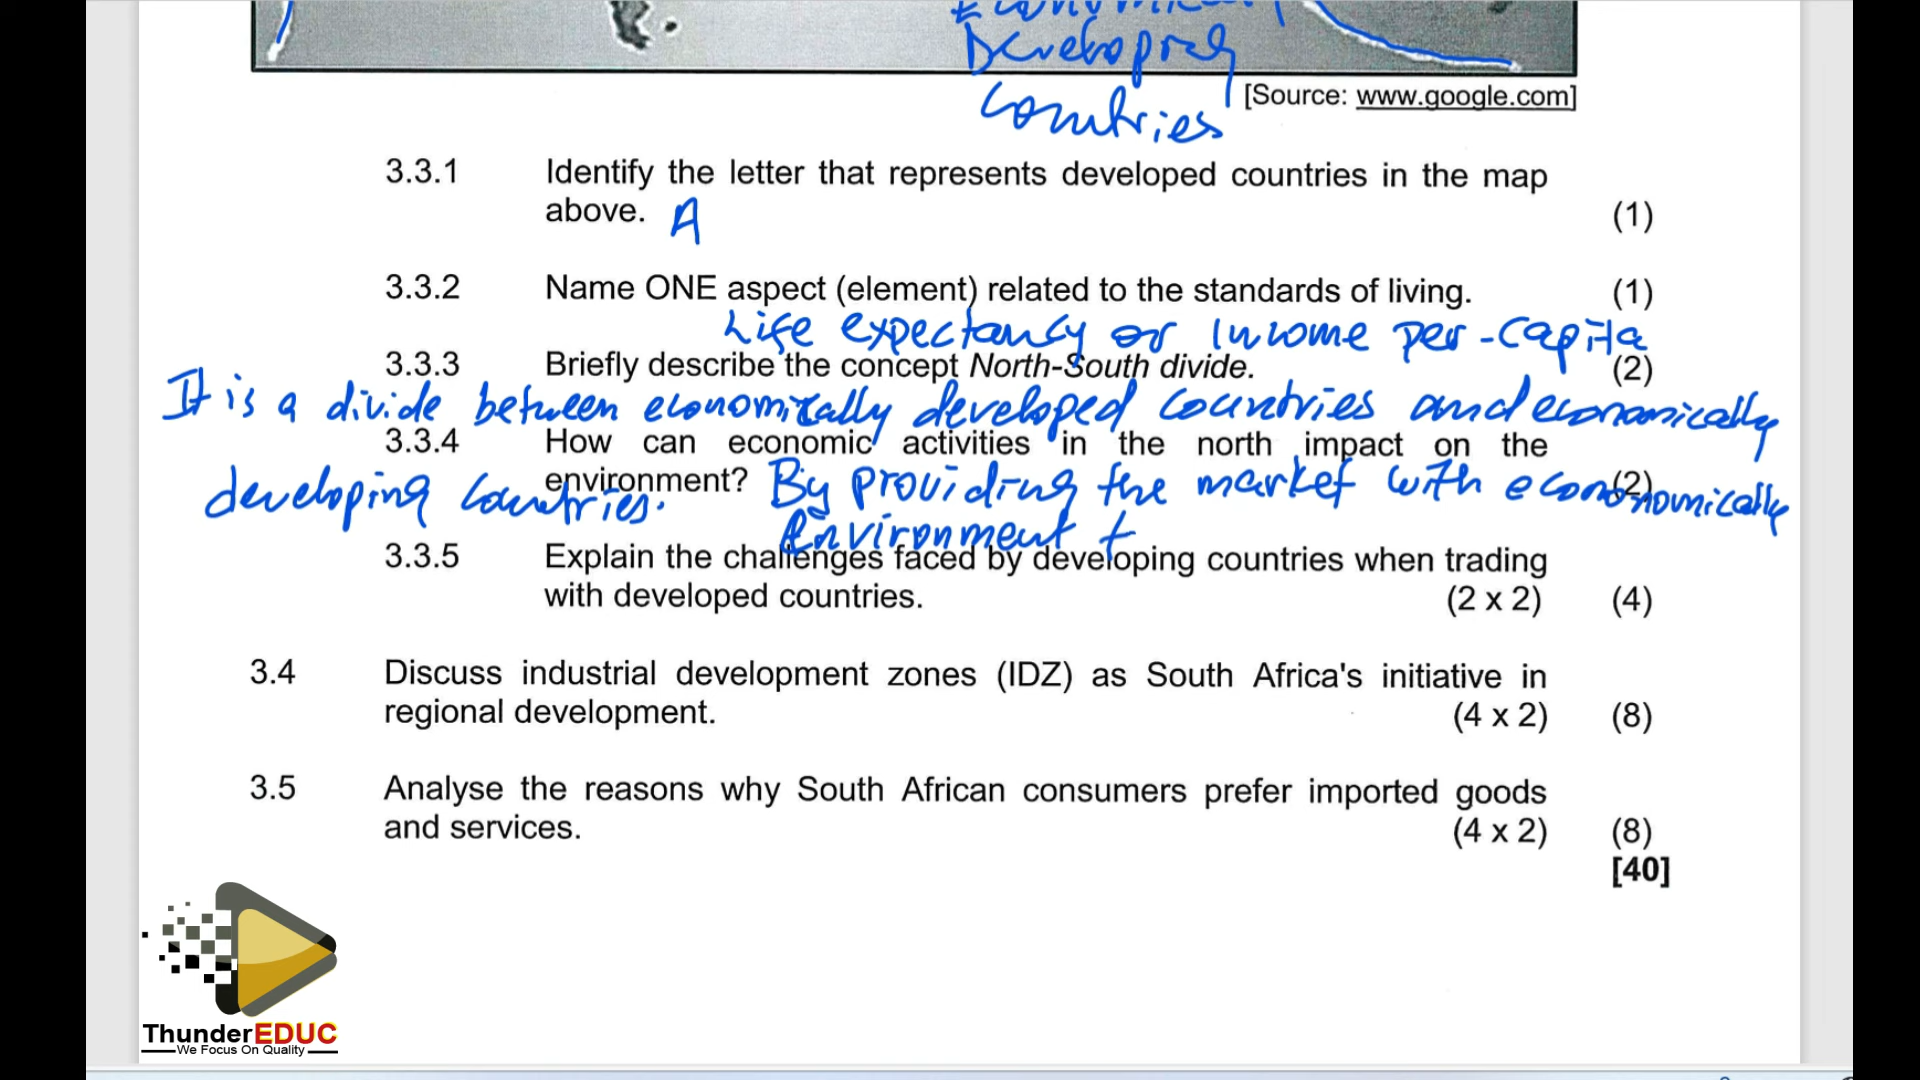 Developing
Countries
[Source: www.google.com]
3.3.1 Identify the letter that represents developed countries in the map
above. A (1)
3.3.2 Name ONE aspect (element) related to the standards of living. (1)
Life expectancy or Income per-capita
3.3.3 Briefly describe the concept North-South divide. (2)
It is a divide between economically developed countries and economically
3.3.4 How can economic activities in the north impact on the
environment? (2)
developing countries. By providing the market with economically
Environment t
3.3.5 Explain the challenges faced by developing countries when trading
with developed countries. (2 x 2) (4)
3.4 Discuss industrial development zones (IDZ) as South Africa's initiative in
regional development. (4 x 2) (8)
3.5 Analyse the reasons why South African consumers prefer imported goods
and services. (4 x 2) (8)
[40]
ThunderEDUC
We Focus On Quality